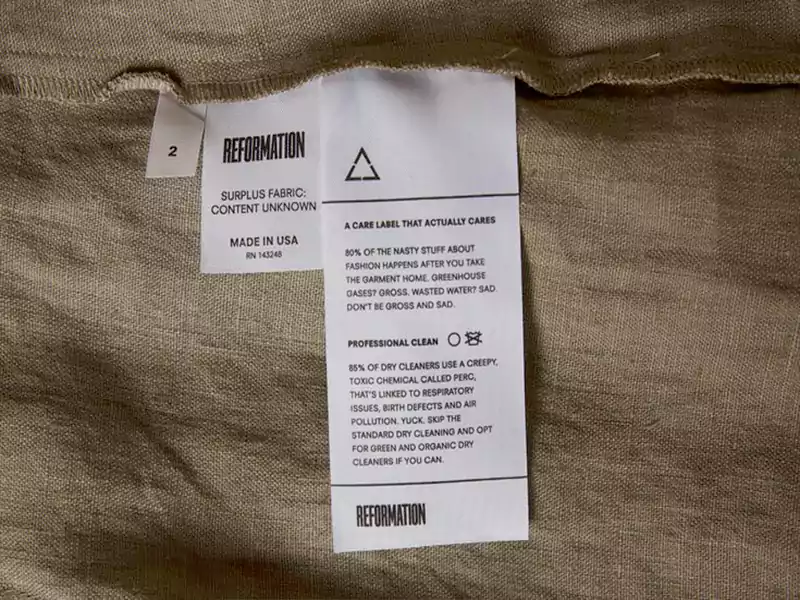 2
REFORMATION
SURPLUS FABRIC:
CONTENT UNKNOWN
MADE IN USA
RN 143248
A CARE LABEL THAT ACTUALLY CARES
80% OF THE NASTY STUFF ABOUT
FASHION HAPPENS AFTER YOU TAKE
THE GARMENT HOME. GREENHOUSE
GASES? GROSS. WASTED WATER? SAD.
DON'T BE GROSS AND SAD.
PROFESSIONAL CLEAN
85% OF DRY CLEANERS USE A CREEPY,
TOXIC CHEMICAL CALLED PERC,
THAT'S LINKED TO RESPIRATORY
ISSUES, BIRTH DEFECTS AND AIR
POLLUTION. YUCK. SKIP THE
STANDARD DRY CLEANING AND OPT
FOR GREEN AND ORGANIC DRY
CLEANERS IF YOU CAN.
REFORMATION